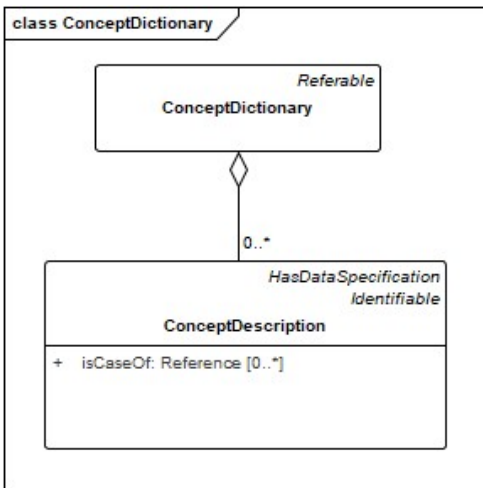 class ConceptDictionary
Referable
ConceptDictionary
0..*
HasDataSpecification
Identifiable
ConceptDescription
+ isCaseOf: Reference [0..*]